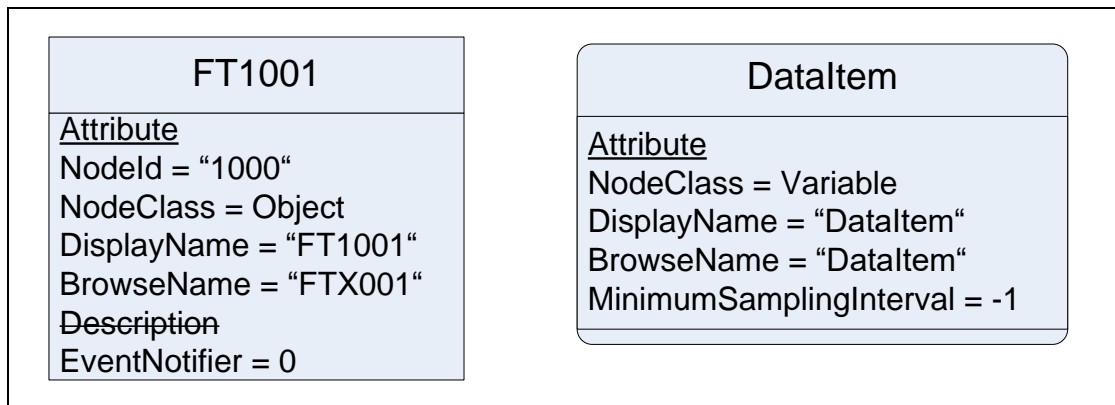 FT1001
Attribute
NodeId = “1000“
NodeClass = Object
DisplayName = “FT1001“
BrowseName = “FTX001“
Description
EventNotifier = 0
DataItem
Attribute
NodeClass = Variable
DisplayName = “DataItem“
BrowseName = “DataItem“
MinimumSamplingInterval = -1